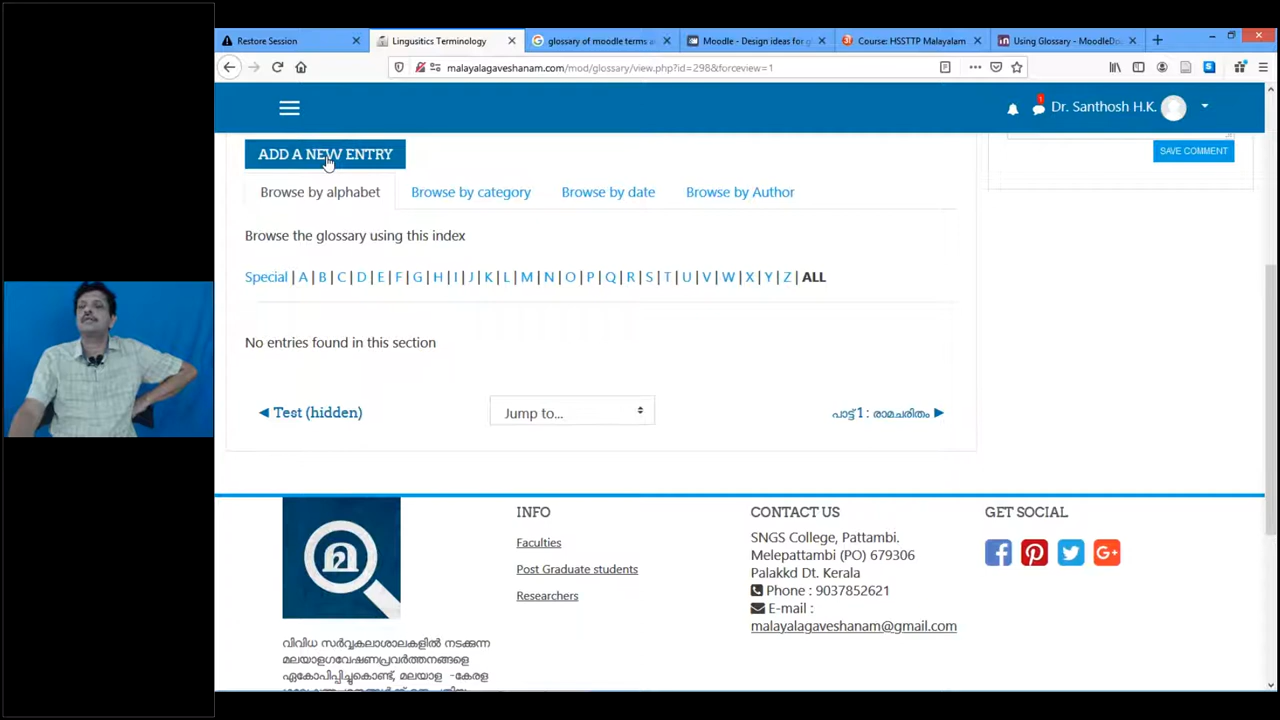 Restore Session
Lingusitics Terminology
glossary of moodle terms a
Moodle - Design ideas for g
Course: HSSTTP Malayalam
Using Glossary - MoodleDo
malayalagaveshanam.com/mod/glossary/view.php?id=298&forceview=1
1
Dr. Santhosh H.K.
ADD A NEW ENTRY
SAVE COMMENT
Browse by alphabet
Browse by category
Browse by date
Browse by Author
Browse the glossary using this index
Special | A | B | C | D | E | F | G | H | I | J | K | L | M | N | O | P | Q | R | S | T | U | V | W | X | Y | Z | ALL
No entries found in this section
◀ Test (hidden)
Jump to...
പാട്ട് 1 : രാമചരിതം ▶
മ
INFO
Faculties
Post Graduate students
Researchers
CONTACT US
SNGS College, Pattambi.
Melepattambi (PO) 679306
Palakkd Dt. Kerala
Phone : 9037852621
E-mail :
malayalagaveshanam@gmail.com
GET SOCIAL
വിവിധ സർവ്വകലാശാലകളിൽ നടക്കുന്ന
മലയാളഗവേഷണപ്രവർത്തനങ്ങളെ
ഏകോപിപ്പിച്ചുകൊണ്ട്, മലയാള -കേരള